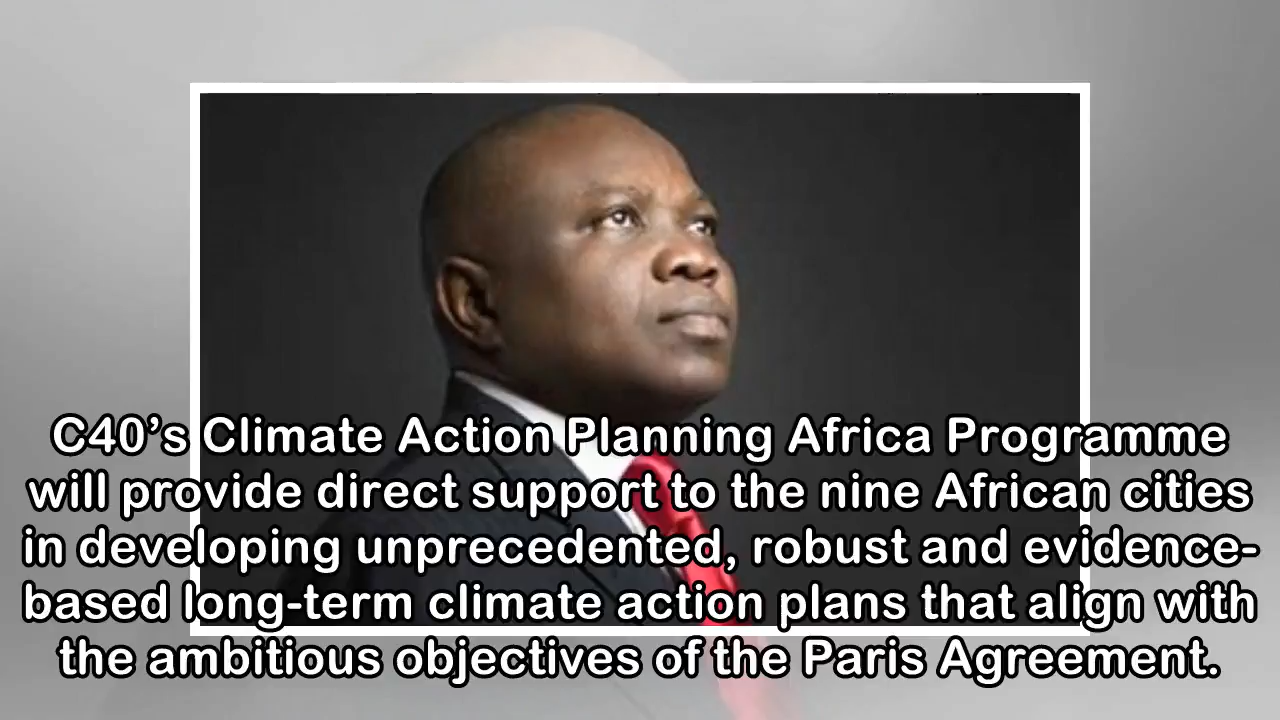 C40’s Climate Action Planning Africa Programme
will provide direct support to the nine African cities
in developing unprecedented, robust and evidence-
based long-term climate action plans that align with
the ambitious objectives of the Paris Agreement.